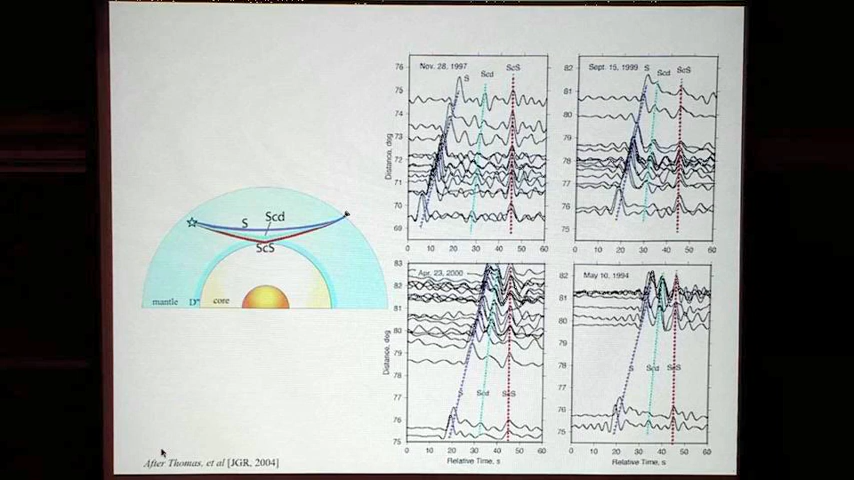 S
Scd
ScS
mantle
D"
core
After Thomas, et al [JGR, 2004]
Nov. 28, 1997
S
Scd
ScS
76
75
74
73
72
71
70
69
Distance, deg
0 10 20 30 40 50 60
Sept. 15, 1999
S
Scd
ScS
82
81
80
79
78
77
76
75
0 10 20 30 40 50 60
Apr. 23, 2000
83
82
81
80
79
78
77
76
75
Distance, deg
Scd
ScS
0 10 20 30 40 50 60
Relative Time, s
May 10, 1994
82
81
80
79
78
77
76
75
S
Scd
ScS
0 10 20 30 40 50 60
Relative Time, s